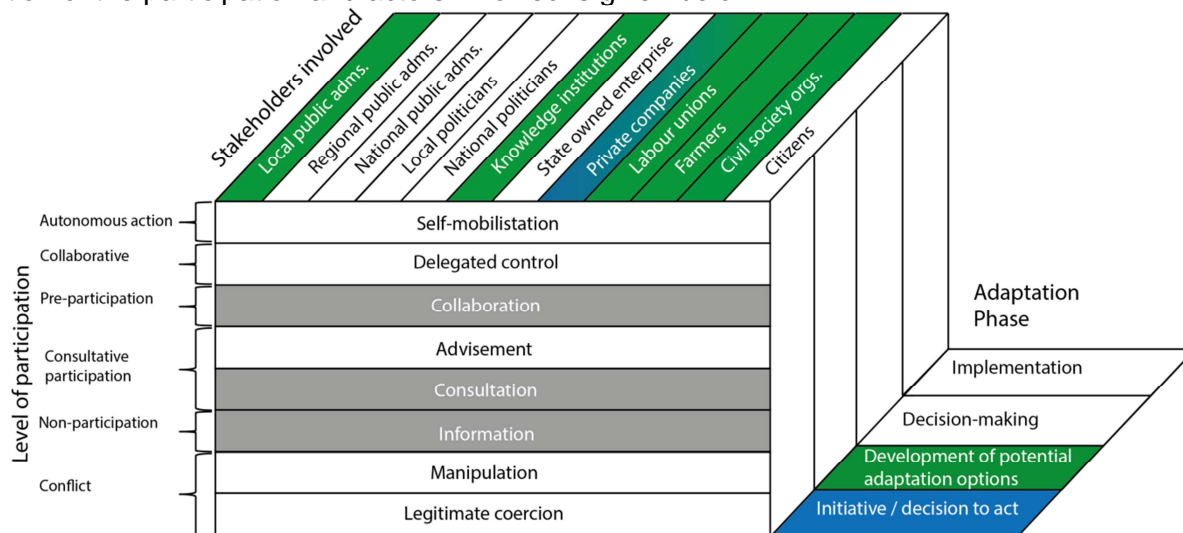 Stakeholders involved
Local public adms.
Regional public adms.
National public adms.
Local politicians
National politicians
Knowledge institutions
State owned enterprise
Private companies
Labour unions
Farmers
Civil society orgs.
Citizens
Level of participation
Autonomous action
Self-mobilistation
Collaborative
Delegated control
Pre-participation
Collaboration
Consultative
participation
Advisement
Consultation
Non-participation
Information
Conflict
Manipulation
Legitimate coercion
Adaptation
Phase
Implementation
Decision-making
Development of potential
adaptation options
Initiative / decision to act